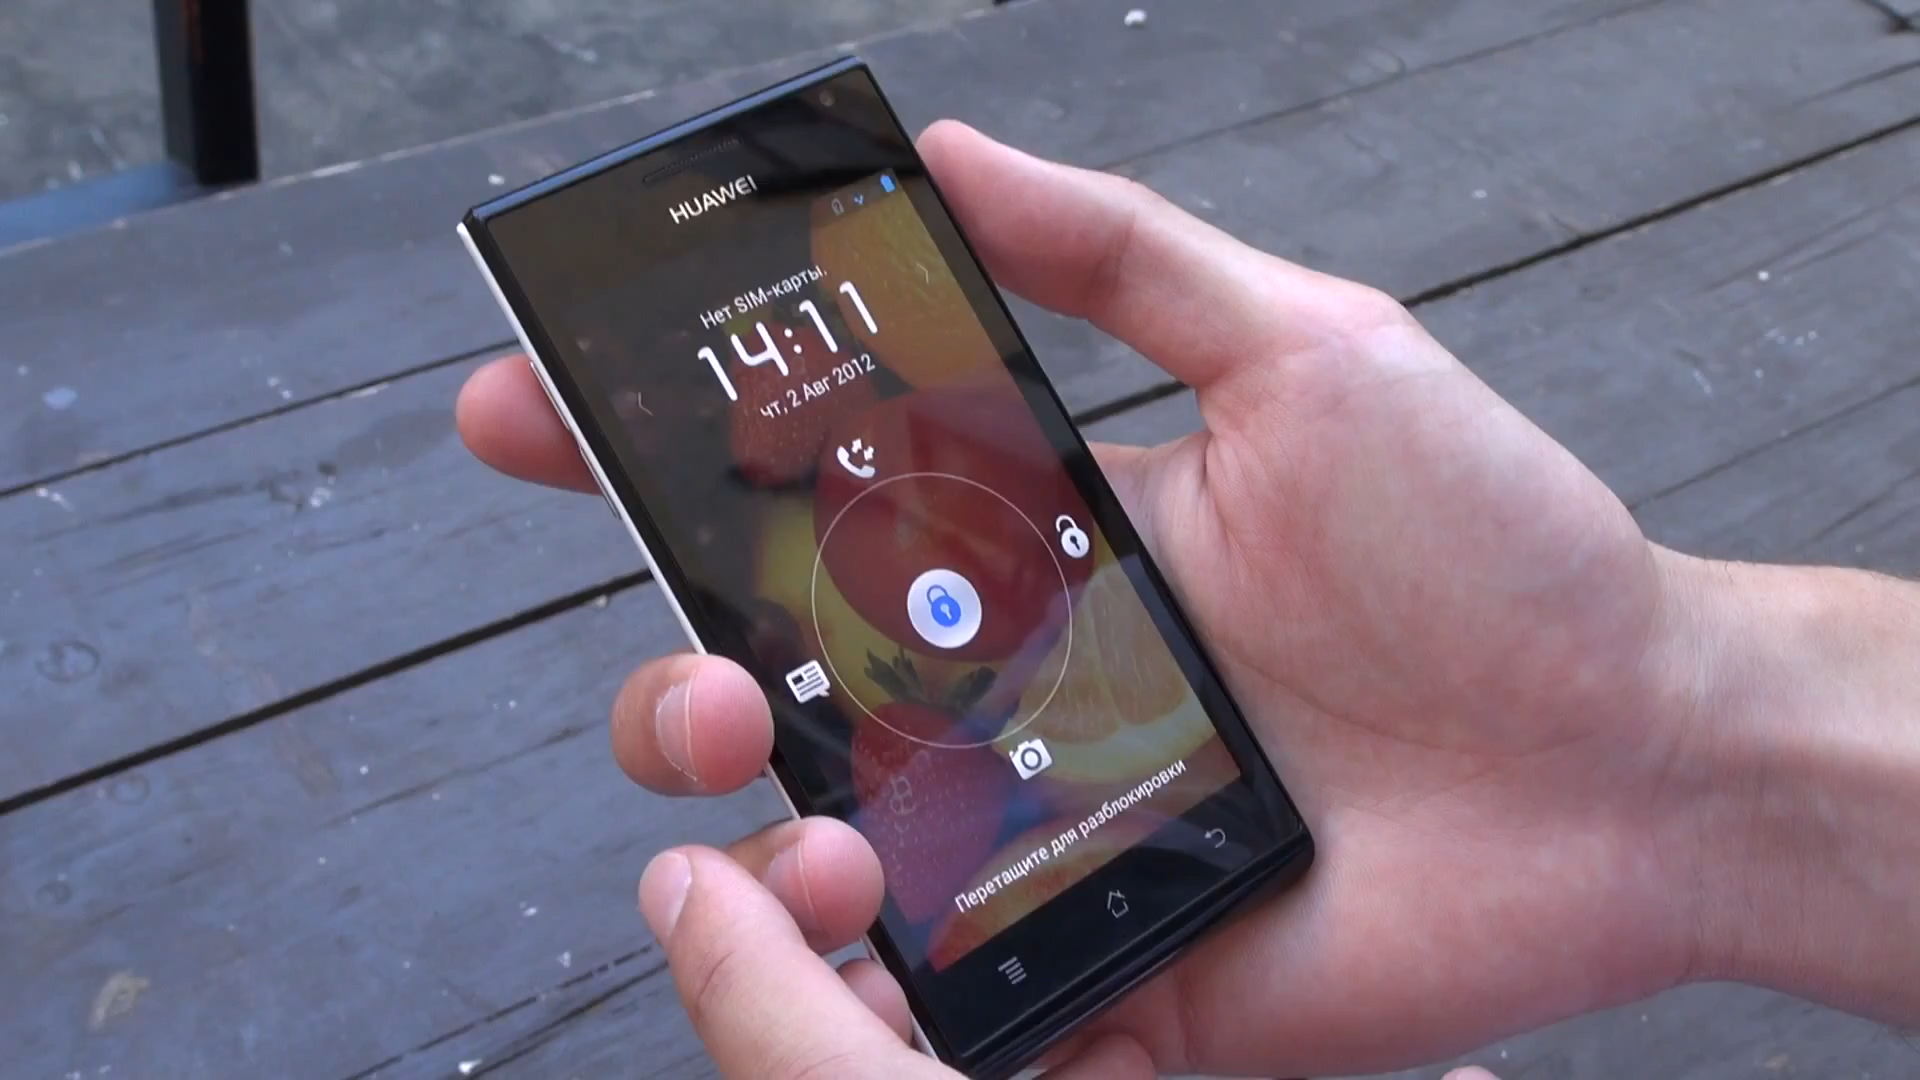 HUAWEI
Нет SIM-карты.
14:11
чт, 2 Авг 2012
Перетащите для разблокировки